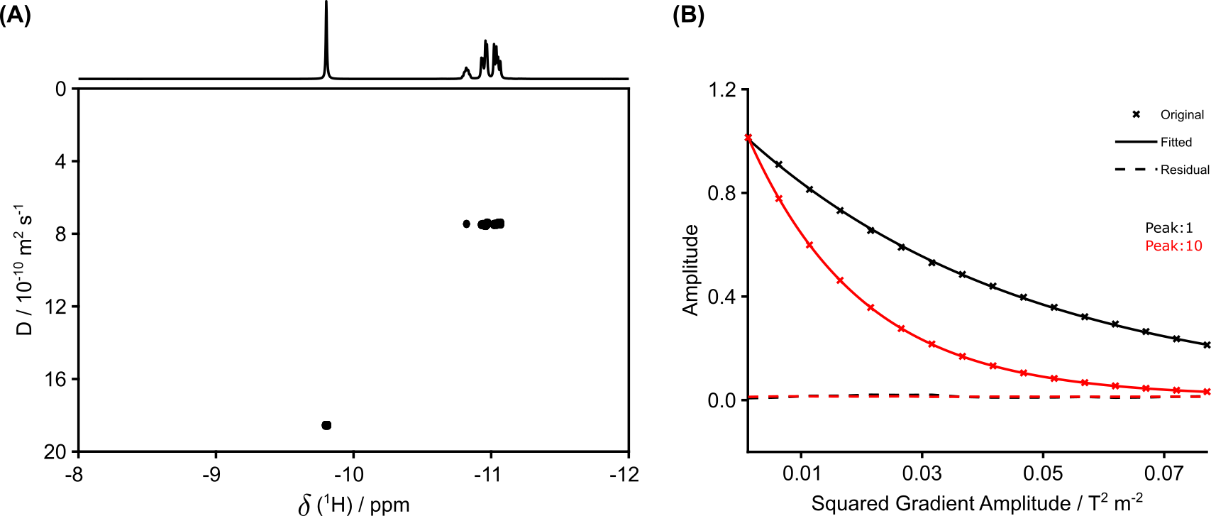 (A)
0
4
8
12
16
20
D / 10⁻¹⁰ m² s⁻¹
-8
-9
-10
-11
-12
δ (¹H) / ppm
(B)
1.2
0.8
0.4
0.0
Amplitude
Original
Fitted
Residual
Peak:1
Peak:10
0.01
0.03
0.05
0.07
Squared Gradient Amplitude / T² m⁻²